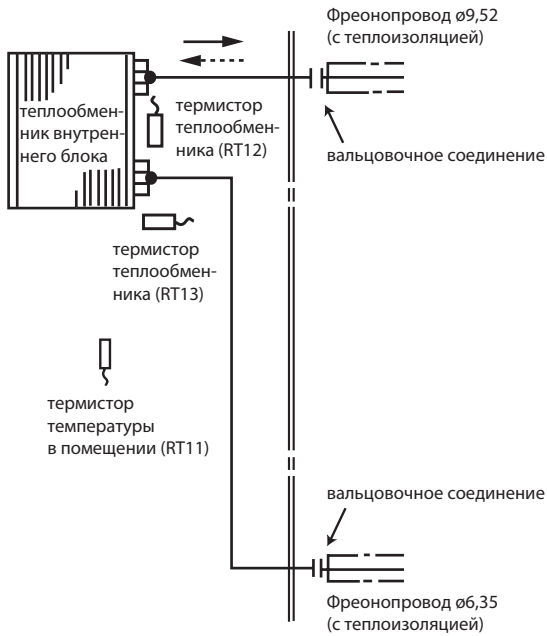 Фреонопровод ø9,52
(с теплоизоляцией)
теплообмен-
ник внутрен-
него блока
термистор
теплообмен-
ника (RT12)
вальцовочное соединение
термистор
теплообмен-
ника (RT13)
термистор
температуры
в помещении (RT11)
вальцовочное соединение
Фреонопровод ø6,35
(с теплоизоляцией)